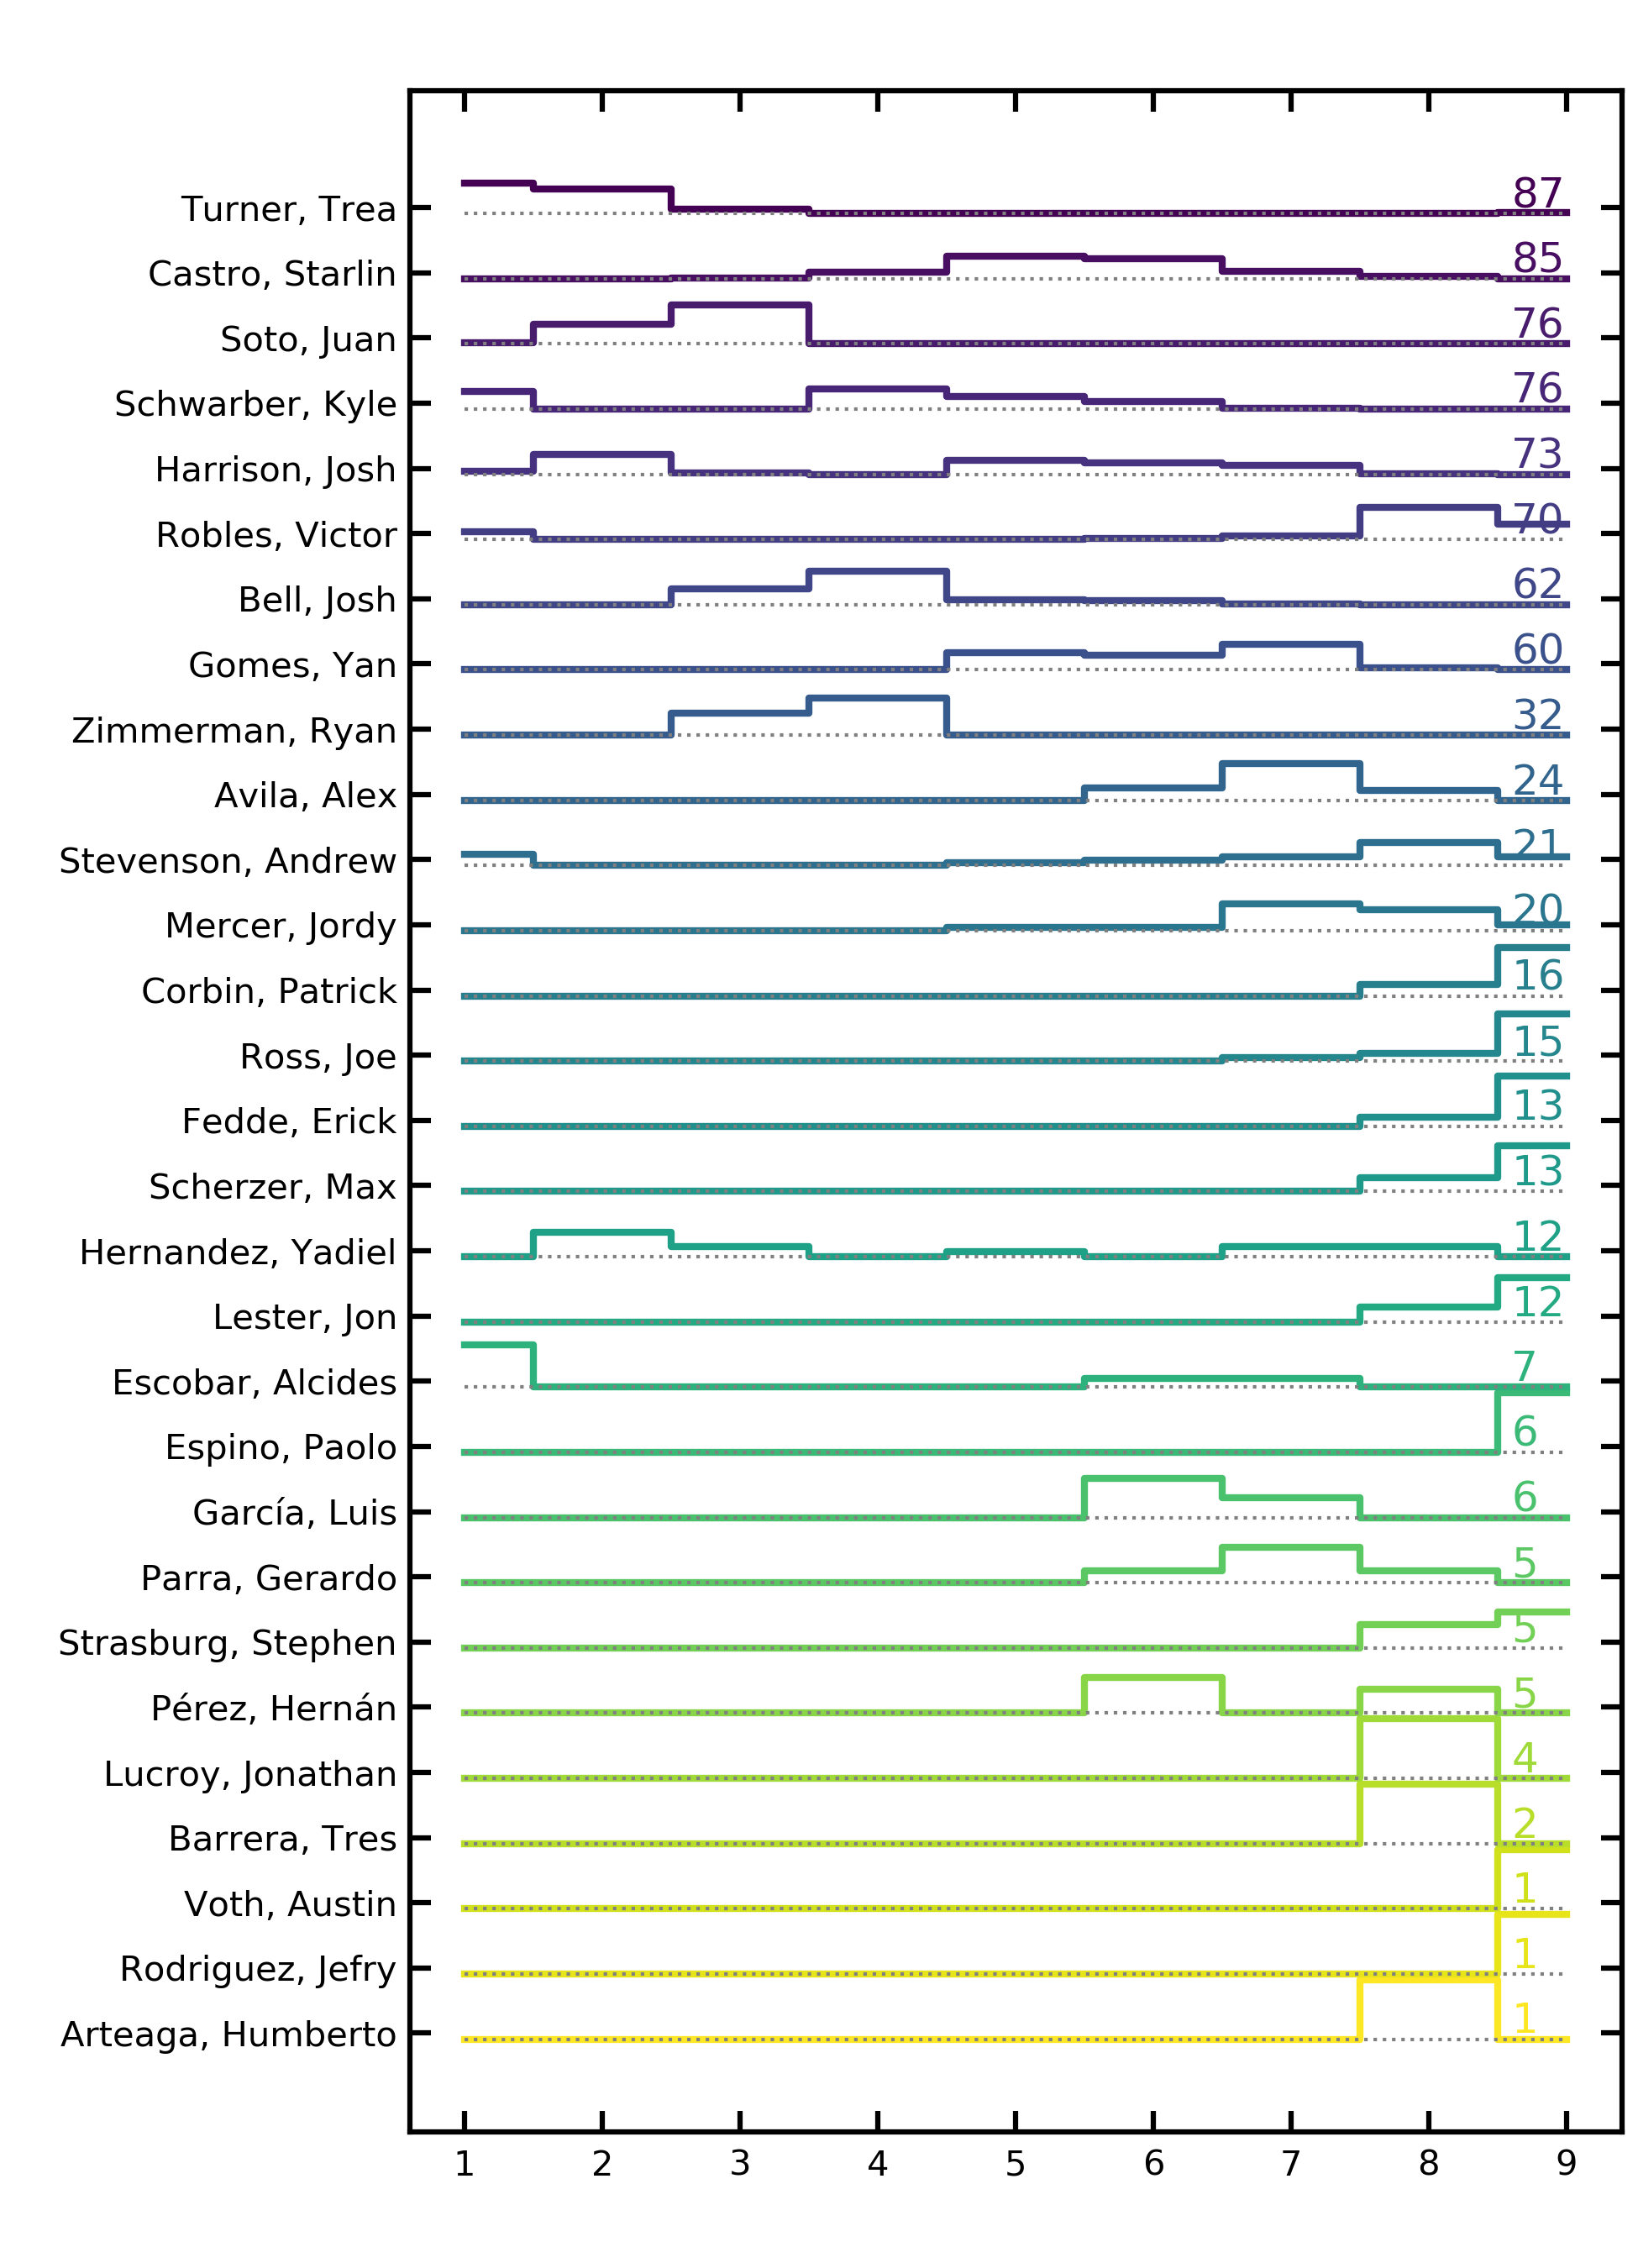 Turner, Trea 87
Castro, Starlin 85
Soto, Juan 76
Schwarber, Kyle 76
Harrison, Josh 73
Robles, Victor 70
Bell, Josh 62
Gomes, Yan 60
Zimmerman, Ryan 32
Avila, Alex 24
Stevenson, Andrew 21
Mercer, Jordy 20
Corbin, Patrick 16
Ross, Joe 15
Fedde, Erick 13
Scherzer, Max 13
Hernandez, Yadiel 12
Lester, Jon 12
Escobar, Alcides 7
Espino, Paolo 6
García, Luis 6
Parra, Gerardo 5
Strasburg, Stephen 5
Pérez, Hernán 5
Lucroy, Jonathan 4
Barrera, Tres 2
Voth, Austin 1
Rodriguez, Jefry 1
Arteaga, Humberto 1
1 2 3 4 5 6 7 8 9